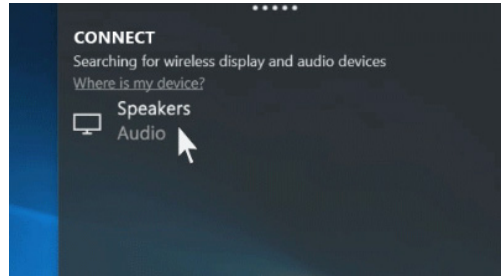 CONNECT
Searching for wireless display and audio devices
Where is my device?
Speakers
Audio